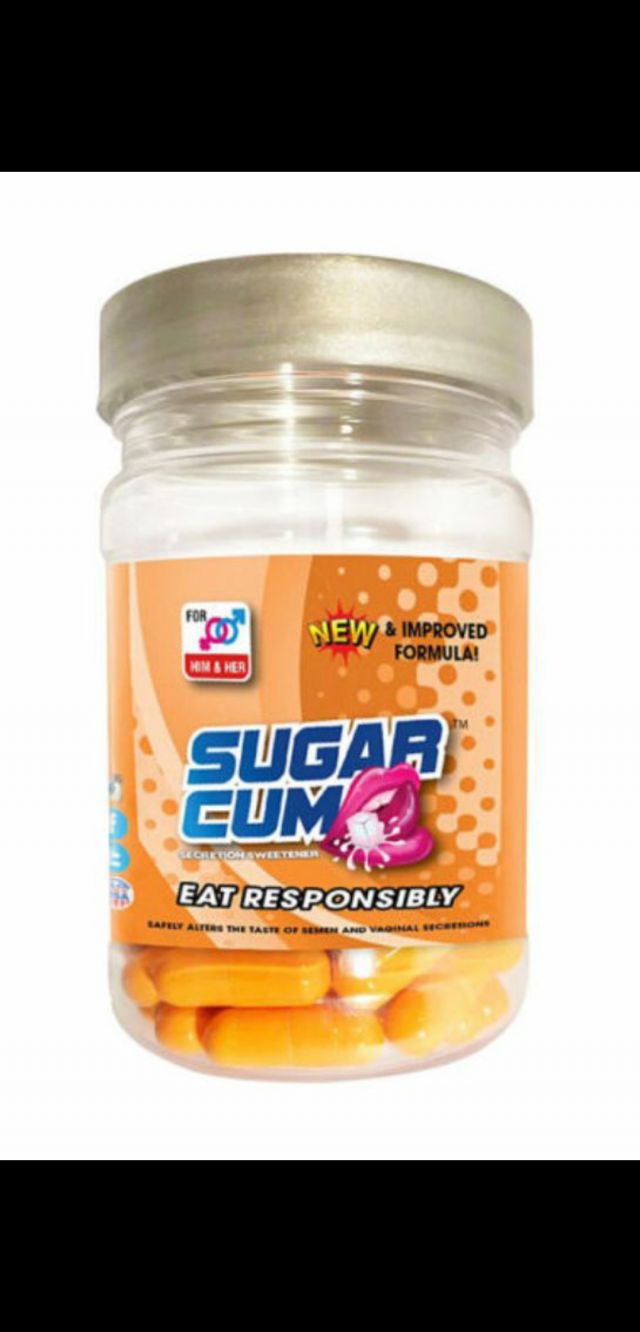 FOR
HIM & HER
NEW & IMPROVED
FORMULA!
SUGAR™
CUM
SECRETION SWEETENER
EAT RESPONSIBLY
SAFELY ALTERS THE TASTE OF SEMEN AND VAGINAL SECRETIONS